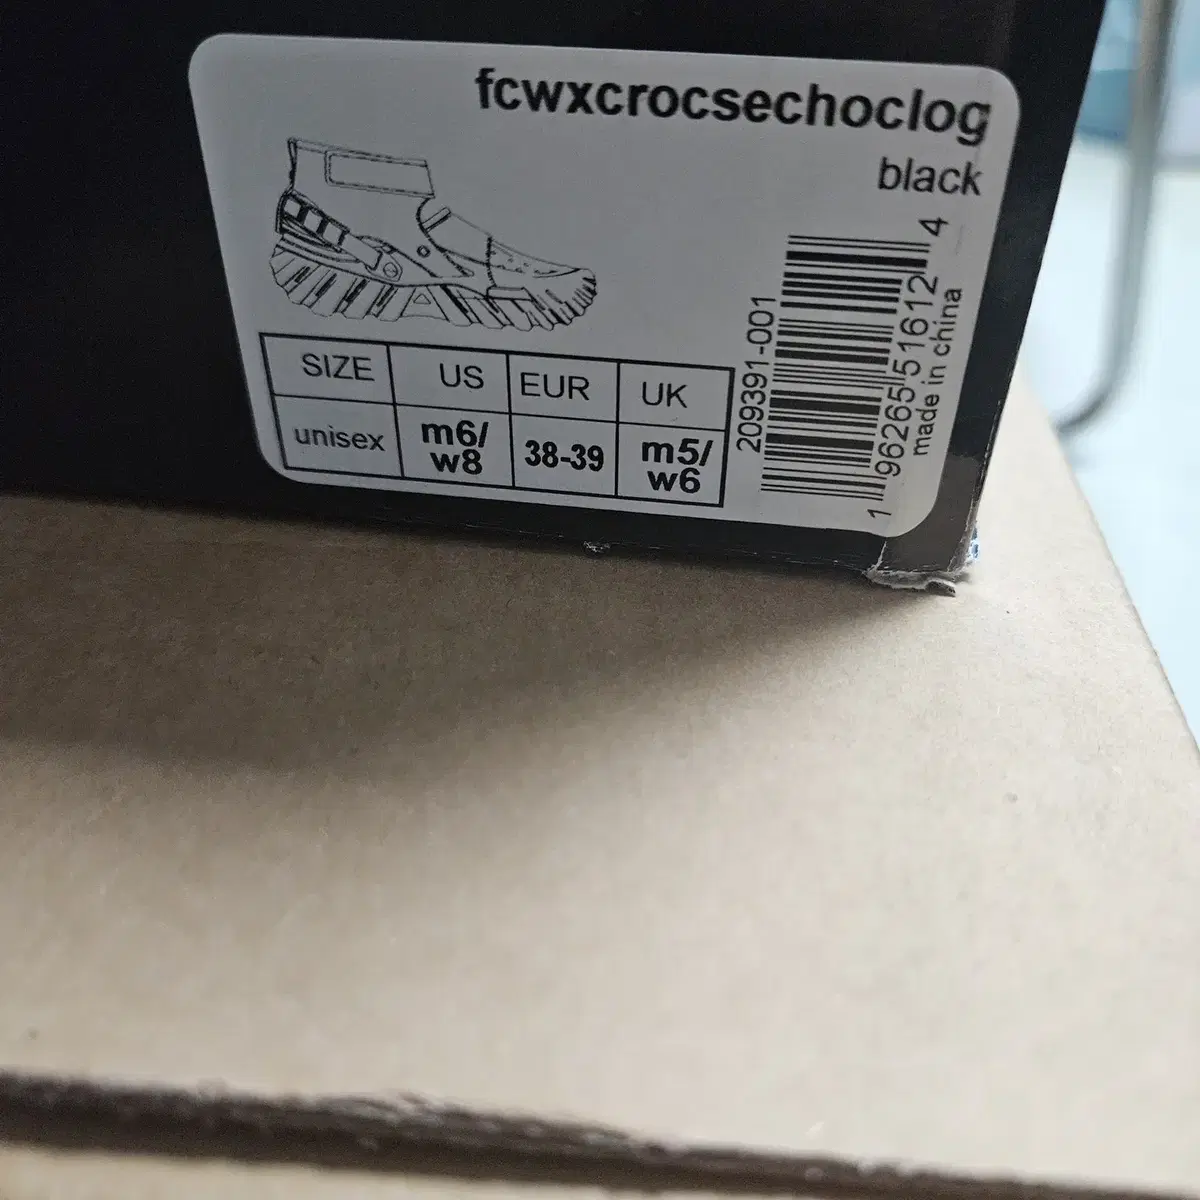 fcwxcrocsechoclog
black
SIZE US EUR UK
unisex m6/ w8 38-39 m5/ w6
209391-001
1 96265 51612 4
made in china